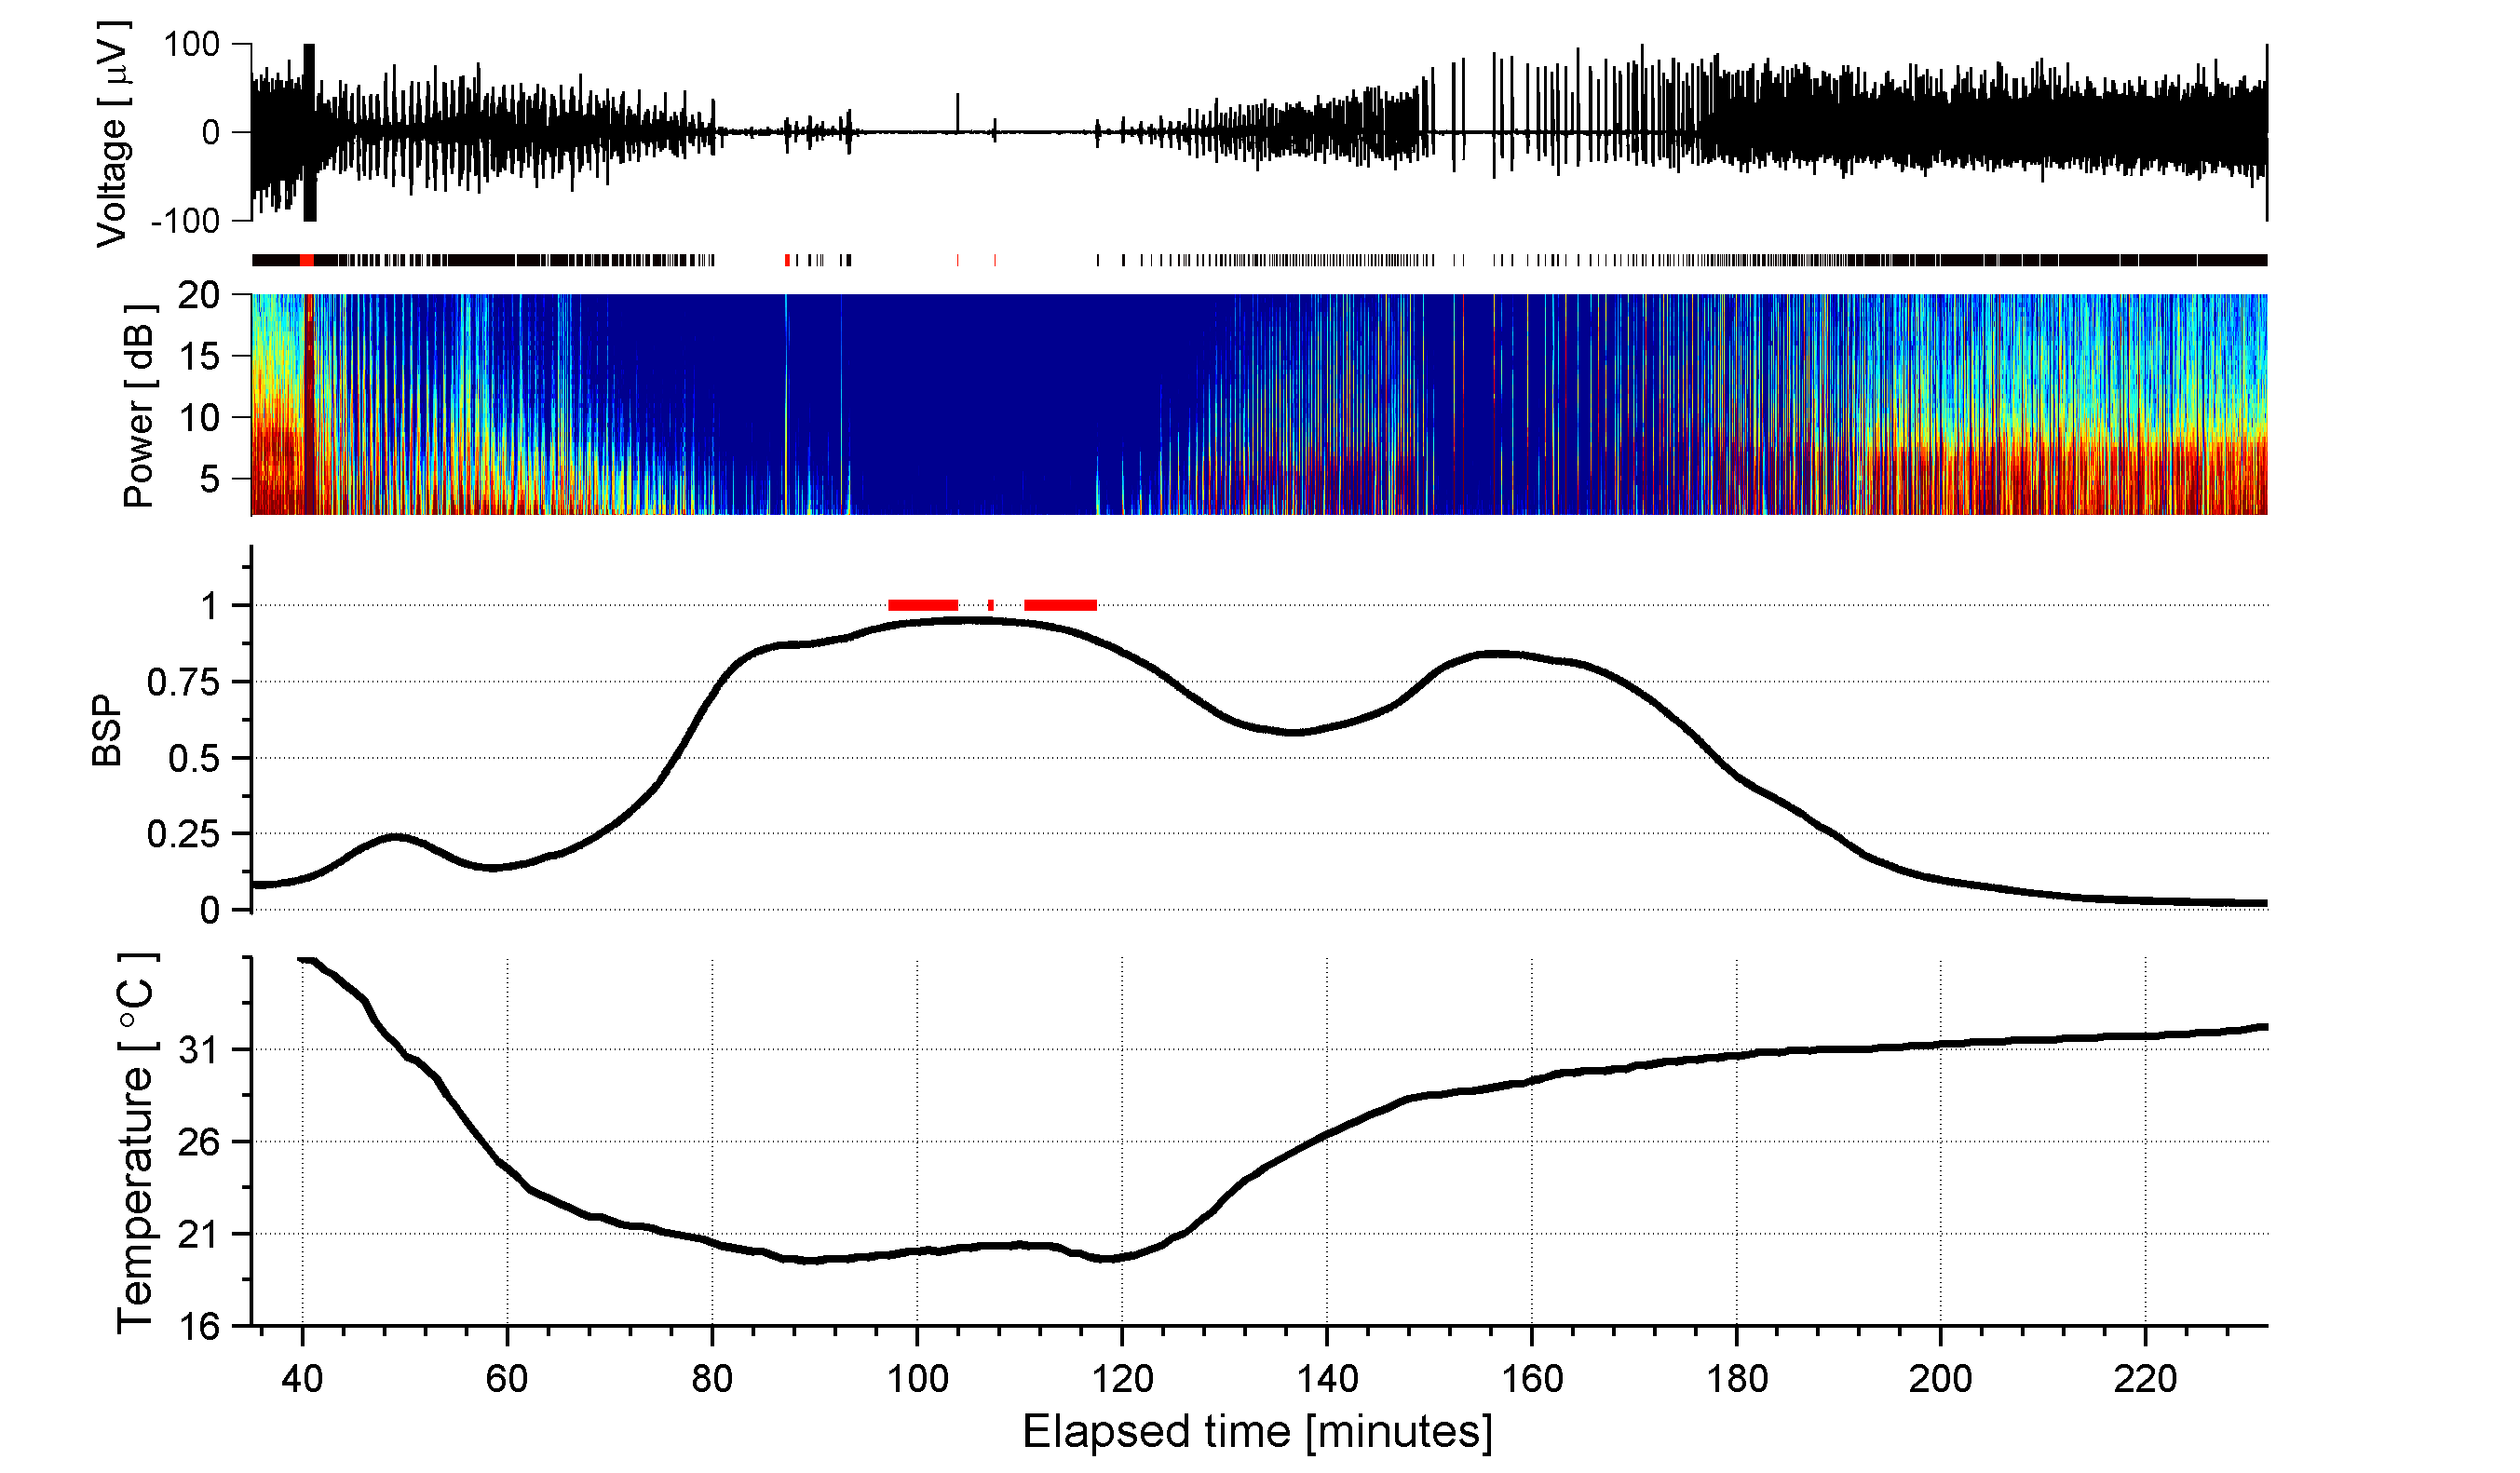 Voltage [ μV ]
100
0
-100
Power [ dB ]
20
15
10
5
BSP
1
0.75
0.5
0.25
0
Temperature [ °C ]
31
26
21
16
40 60 80 100 120 140 160 180 200 220
Elapsed time [minutes]